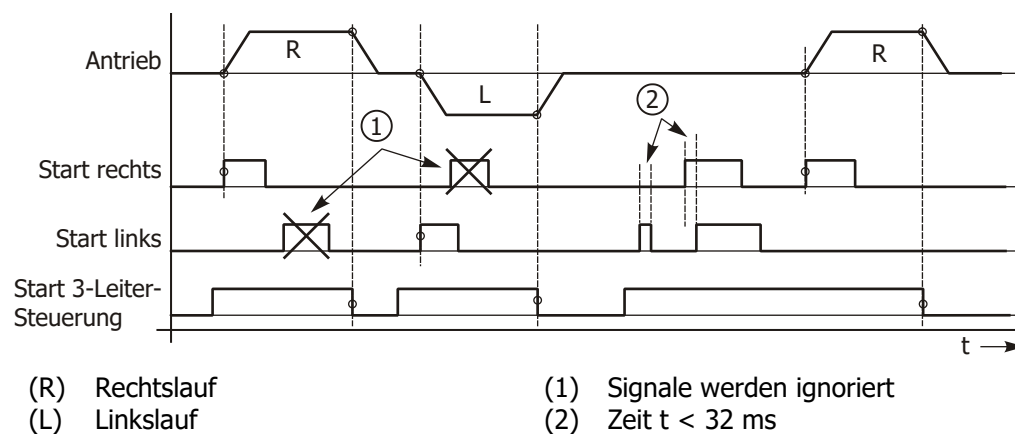 Antrieb
R
L
R
1
2
Start rechts
Start links
Start 3-Leiter-
Steuerung
t
(R) Rechtslauf
(1) Signale werden ignoriert
(L) Linkslauf
(2) Zeit t < 32 ms